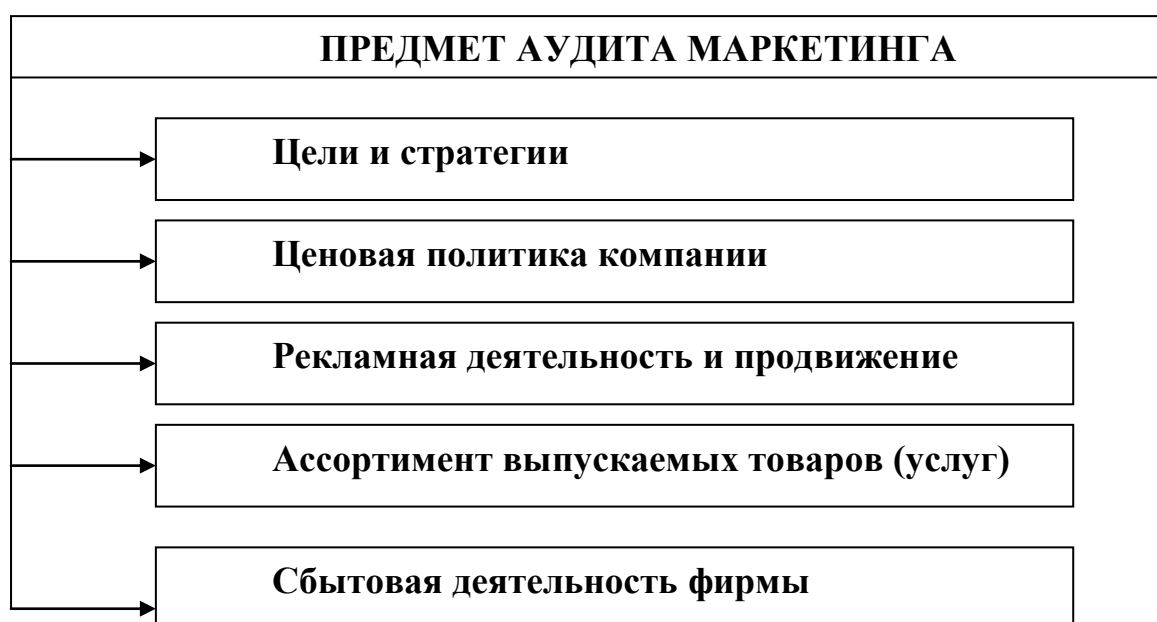 ПРЕДМЕТ АУДИТА МАРКЕТИНГА
Цели и стратегии
Ценовая политика компании
Рекламная деятельность и продвижение
Ассортимент выпускаемых товаров (услуг)
Сбытовая деятельность фирмы